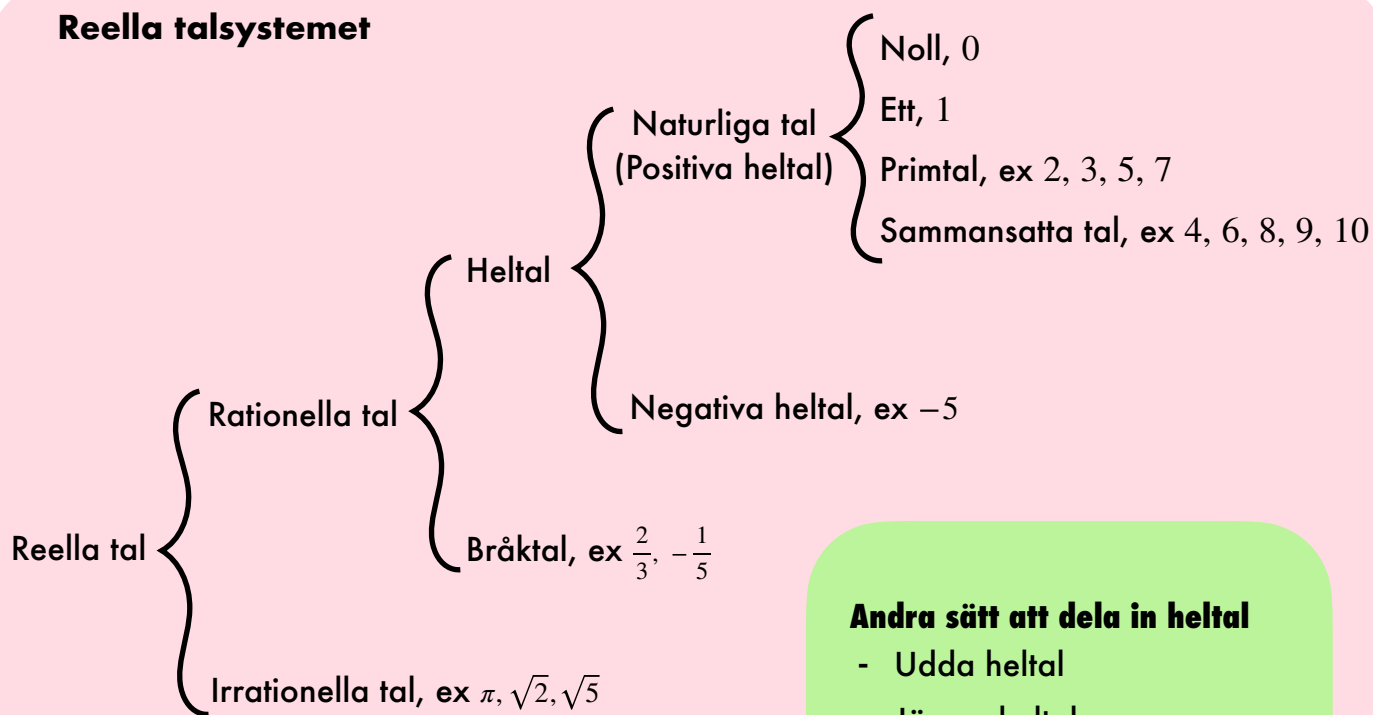 Reella talsystemet
Noll, 0
Ett, 1
Naturliga tal
(Positiva heltal)
Primtal, ex 2, 3, 5, 7
Sammansatta tal, ex 4, 6, 8, 9, 10
Heltal
Negativa heltal, ex −5
Rationella tal
Bråktal, ex 2/3, −1/5
Reella tal
Irrationella tal, ex π, √2, √5
Andra sätt att dela in heltal
- Udda heltal